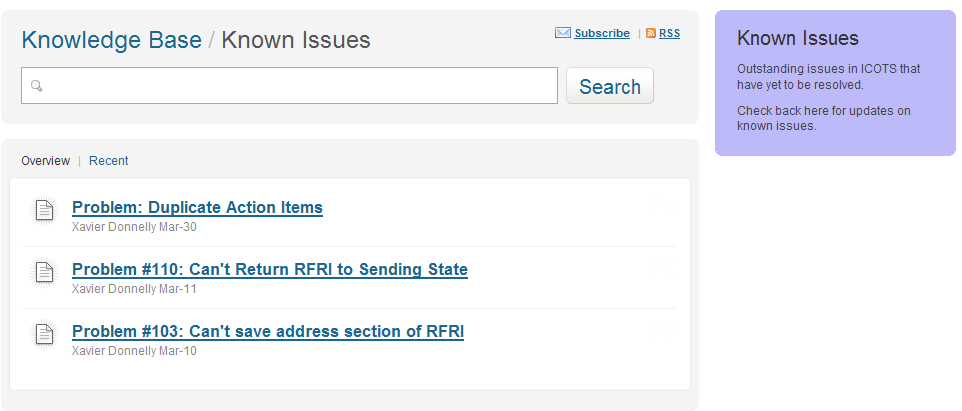 Knowledge Base / Known Issues
Subscribe | RSS
Search
Overview | Recent
Problem: Duplicate Action Items
Xavier Donnelly Mar-30
Problem #110: Can't Return RFRI to Sending State
Xavier Donnelly Mar-11
Problem #103: Can't save address section of RFRI
Xavier Donnelly Mar-10
Known Issues
Outstanding issues in ICOTS that
have yet to be resolved.
Check back here for updates on
known issues.